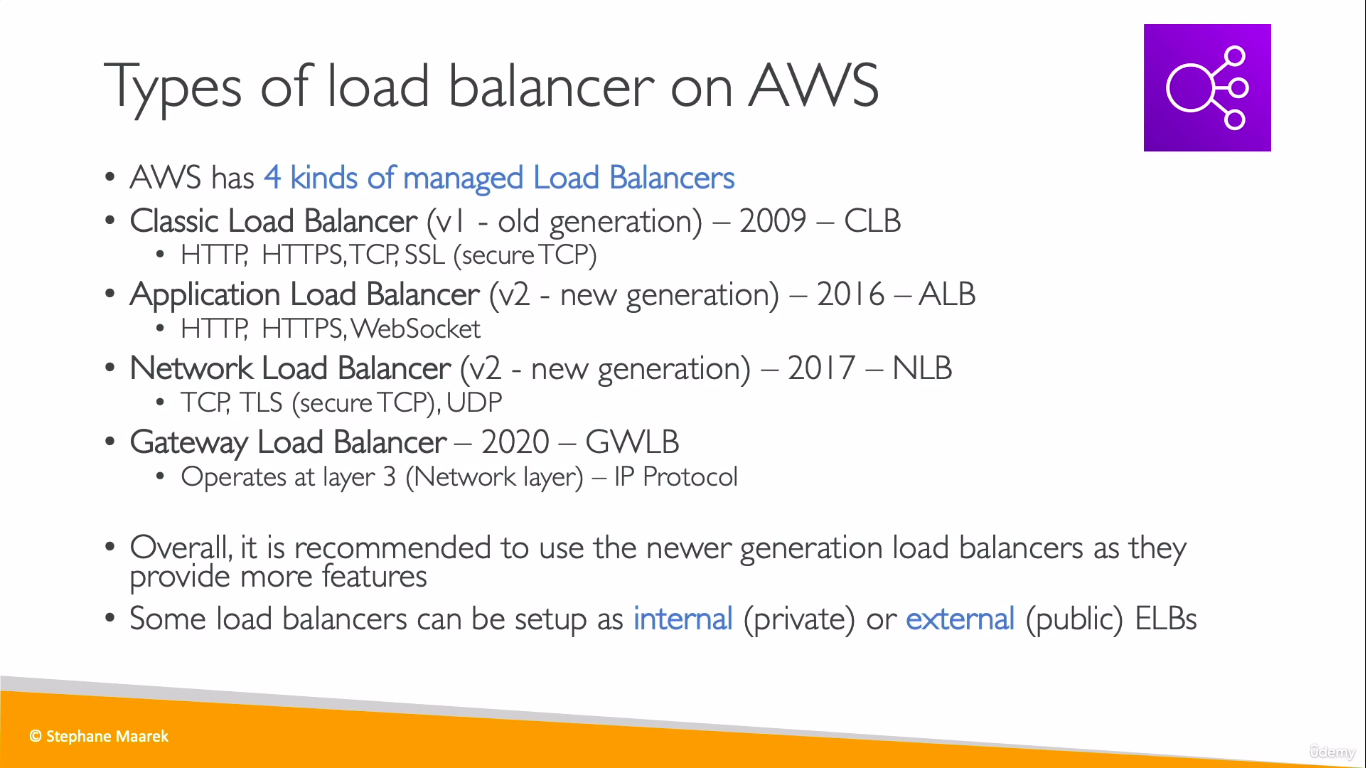 Types of load balancer on AWS
• AWS has 4 kinds of managed Load Balancers
• Classic Load Balancer (v1 - old generation) – 2009 – CLB
• HTTP, HTTPS, TCP, SSL (secure TCP)
• Application Load Balancer (v2 - new generation) – 2016 – ALB
• HTTP, HTTPS, WebSocket
• Network Load Balancer (v2 - new generation) – 2017 – NLB
• TCP, TLS (secure TCP), UDP
• Gateway Load Balancer – 2020 – GWLB
• Operates at layer 3 (Network layer) – IP Protocol
• Overall, it is recommended to use the newer generation load balancers as they
provide more features
• Some load balancers can be setup as internal (private) or external (public) ELBs
© Stephane Maarek
ûdemy